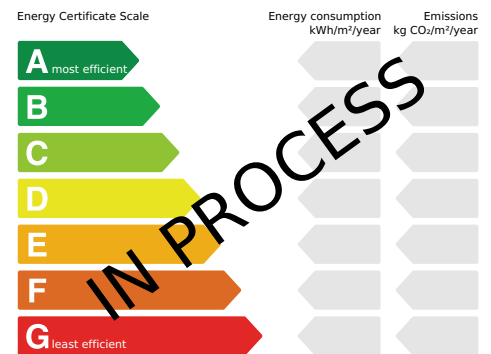 Energy Certificate Scale
Energy consumption
kWh/m²/year
Emissions
kg CO₂/m²/year
A most efficient
B
C
D
E
F
G least efficient
IN PROCESS